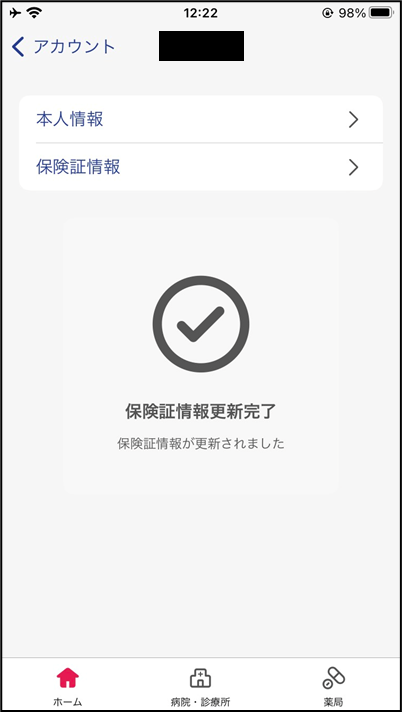 12:22
98%
アカウント
本人情報
保険証情報
保険証情報更新完了
保険証情報が更新されました
ホーム
病院・診療所
薬局